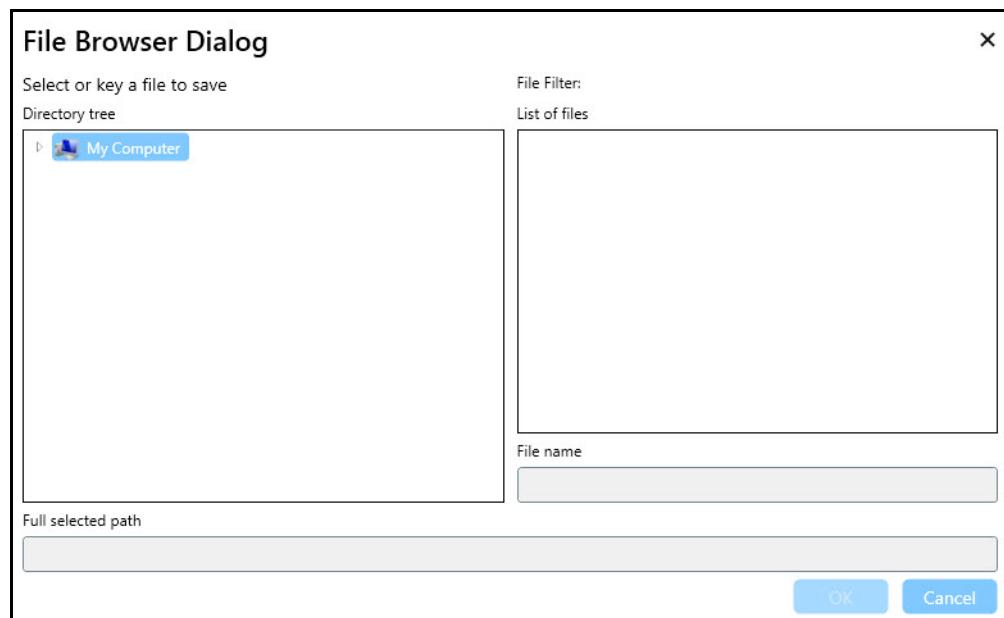 File Browser Dialog
Select or key a file to save
File Filter:
Directory tree
List of files
My Computer
File name
Full selected path
OK
Cancel